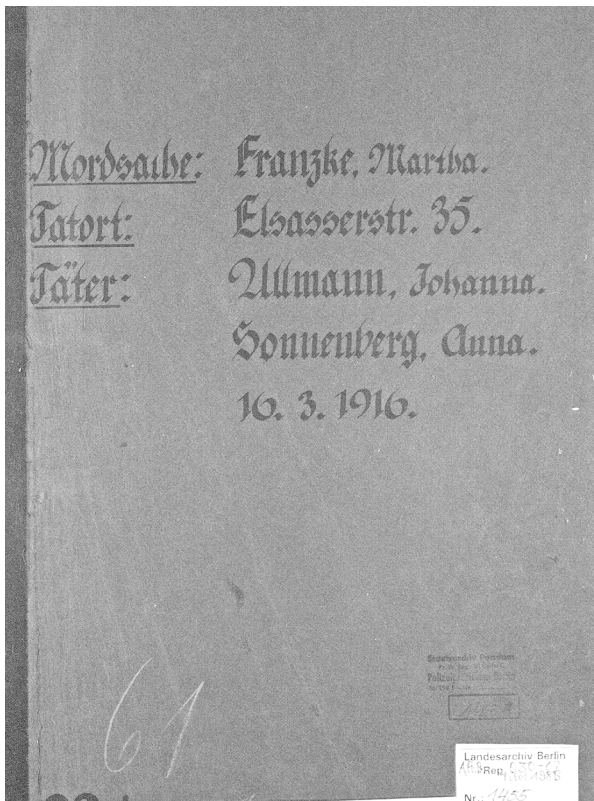 Mordsache: Franzke, Martha.
Tatort: Elsasserstr. 35.
Täter: Ullmann, Johanna.
Sonnenberg, Anna.
16. 3. 1916.
61
Landesarchiv Berlin
Rep.
Nr.: 1455